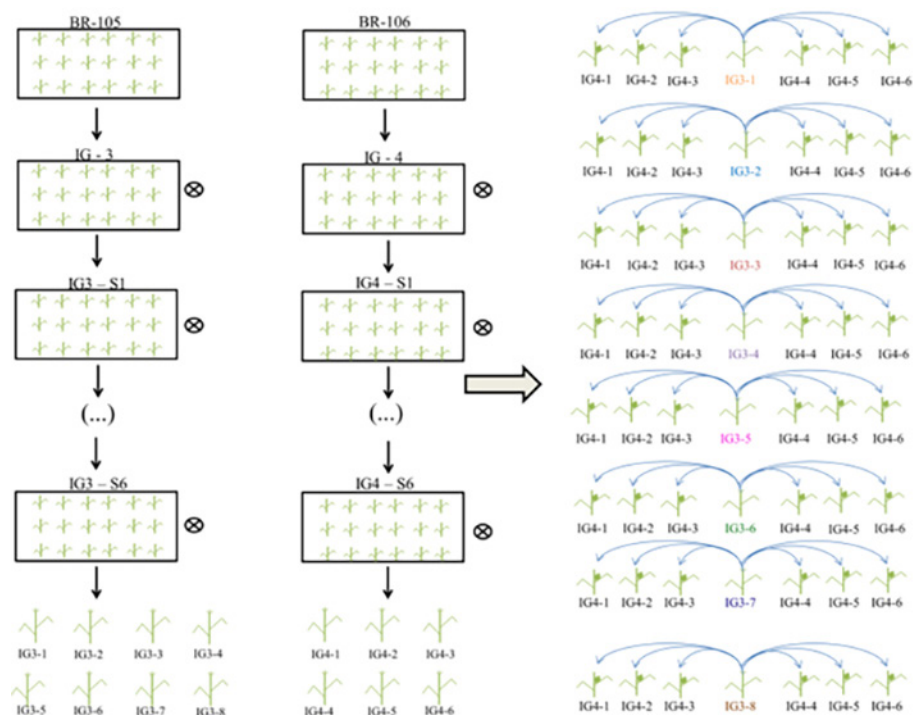 BR-105
IG - 3
IG3 – S1
(...)
IG3 – S6
IG3-1 IG3-2 IG3-3 IG3-4
IG3-5 IG3-6 IG3-7 IG3-8
BR-106
IG - 4
IG4 – S1
(...)
IG4 – S6
IG4-1 IG4-2 IG4-3
IG4-4 IG4-5 IG4-6
IG4-1 IG4-2 IG4-3 IG3-1 IG4-4 IG4-5 IG4-6
IG4-1 IG4-2 IG4-3 IG3-2 IG4-4 IG4-5 IG4-6
IG4-1 IG4-2 IG4-3 IG3-3 IG4-4 IG4-5 IG4-6
IG4-1 IG4-2 IG4-3 IG3-4 IG4-4 IG4-5 IG4-6
IG4-1 IG4-2 IG4-3 IG3-5 IG4-4 IG4-5 IG4-6
IG4-1 IG4-2 IG4-3 IG3-6 IG4-4 IG4-5 IG4-6
IG4-1 IG4-2 IG4-3 IG3-7 IG4-4 IG4-5 IG4-6
IG4-1 IG4-2 IG4-3 IG3-8 IG4-4 IG4-5 IG4-6